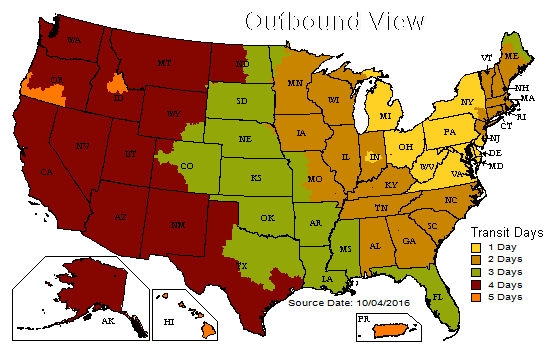 Outbound View
WA
MT
ND
MN
ME
VT
OR
ID
SD
WI
MI
NY
NH
MA
WY
RI
CT
NE
IA
PA
NJ
NV
UT
CO
IL
IN
OH
DE
MD
WV
VA
CA
KS
MO
KY
NC
AZ
NM
OK
AR
TN
SC
TX
LA
MS
AL
GA
FL
Transit Days
1 Day
2 Days
3 Days
4 Days
5 Days
Source Date: 10/04/2016
AK
HI
PR